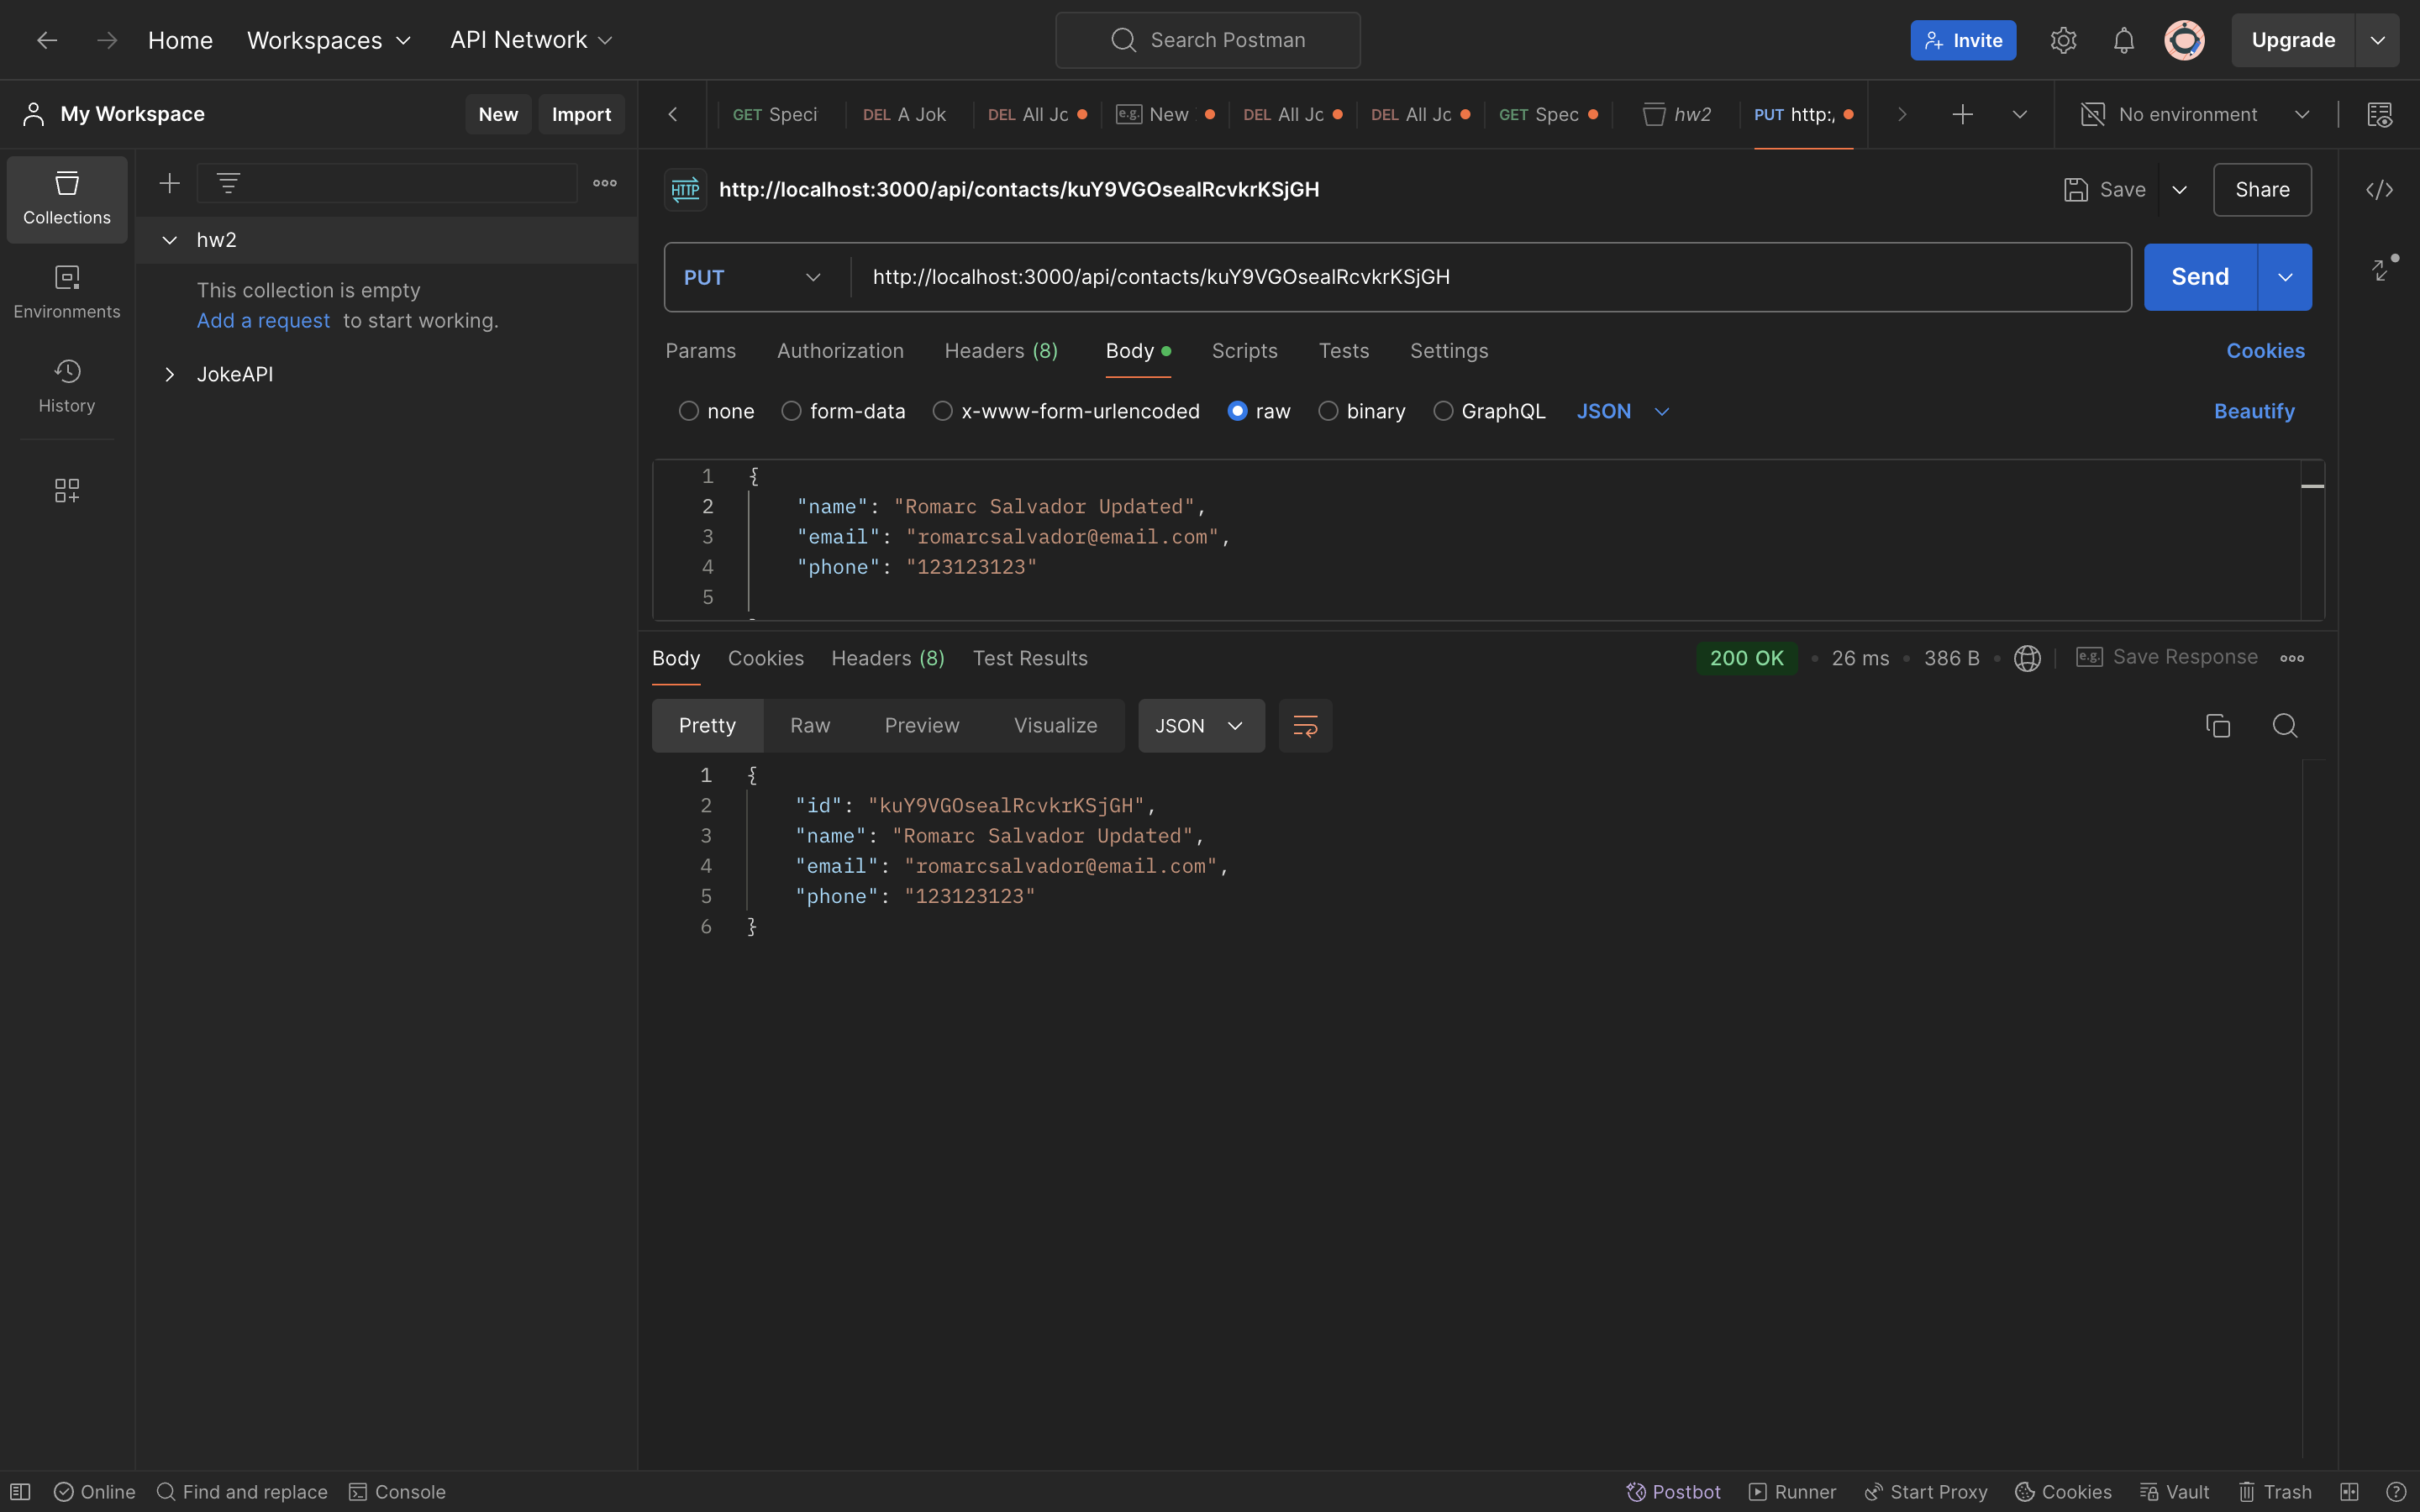 Home Workspaces API Network Search Postman Invite Upgrade
My Workspace New Import
GET Speci DEL A Jok DEL All Jc e.g. New DEL All Jc DEL All Jc GET Spec hw2 PUT http:/ No environment
Collections
Environments
History
hw2
This collection is empty
Add a request to start working.
JokeAPI
HTTP http://localhost:3000/api/contacts/kuY9VGOsealRcvkrKSjGH Save Share
PUT http://localhost:3000/api/contacts/kuY9VGOsealRcvkrKSjGH Send
Params Authorization Headers (8) Body Scripts Tests Settings Cookies
none form-data x-www-form-urlencoded raw binary GraphQL JSON Beautify
1 {
2 "name": "Romarc Salvador Updated",
3 "email": "romarcsalvador@email.com",
4 "phone": "123123123"
5
Body Cookies Headers (8) Test Results 200 OK • 26 ms • 386 B • e.g. Save Response
Pretty Raw Preview Visualize JSON
1 {
2 "id": "kuY9VGOsealRcvkrKSjGH",
3 "name": "Romarc Salvador Updated",
4 "email": "romarcsalvador@email.com",
5 "phone": "123123123"
6 }
Online Find and replace Console Postbot Runner Start Proxy Cookies Vault Trash